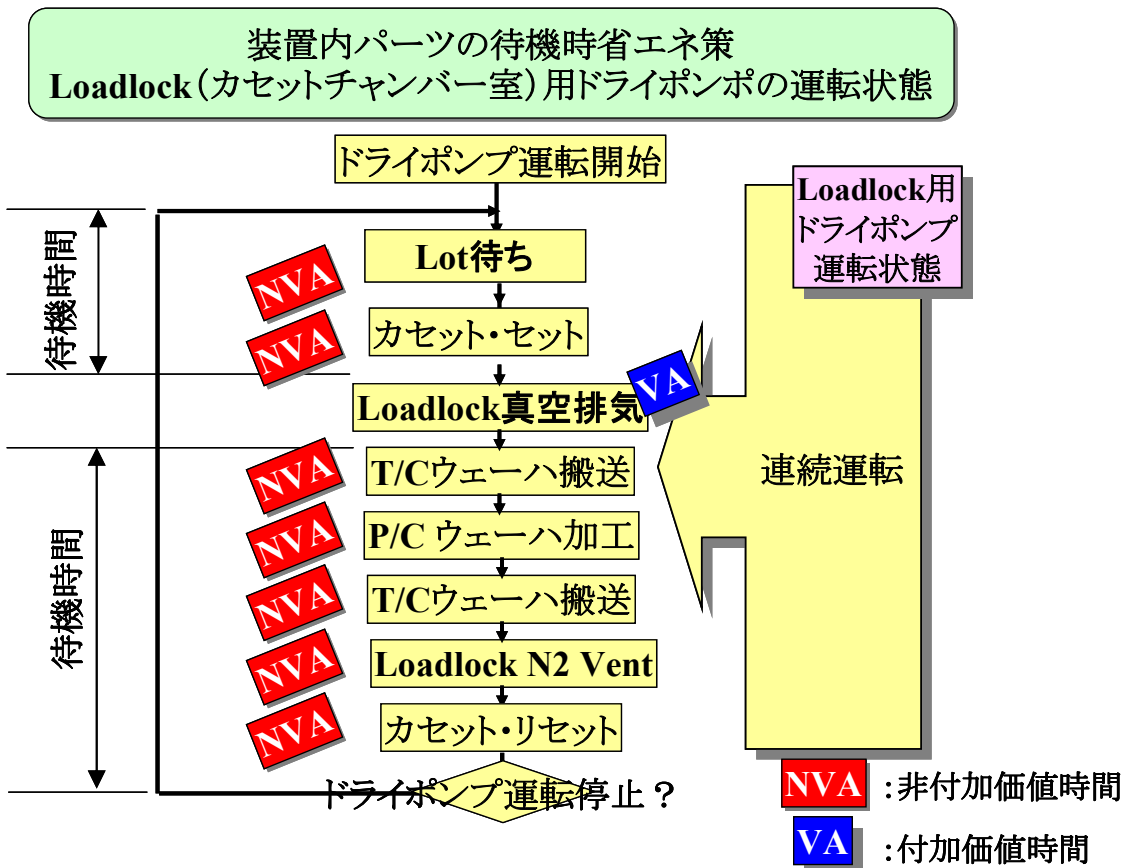 装置内パーツの待機時省エネ策
Loadlock（カセットチャンバー室）用ドライポンポの運転状態
ドライポンプ運転開始
Loadlock用
ドライポンプ
運転状態
待機時間
NVA
Lot待ち
NVA
カセット・セット
VA
Loadlock真空排気
連続運転
待機時間
NVA
T/Cウェーハ搬送
NVA
P/C ウェーハ加工
NVA
T/Cウェーハ搬送
NVA
Loadlock N2 Vent
NVA
カセット・リセット
ドライポンプ運転停止？
NVA ：非付加価値時間
VA ：付加価値時間